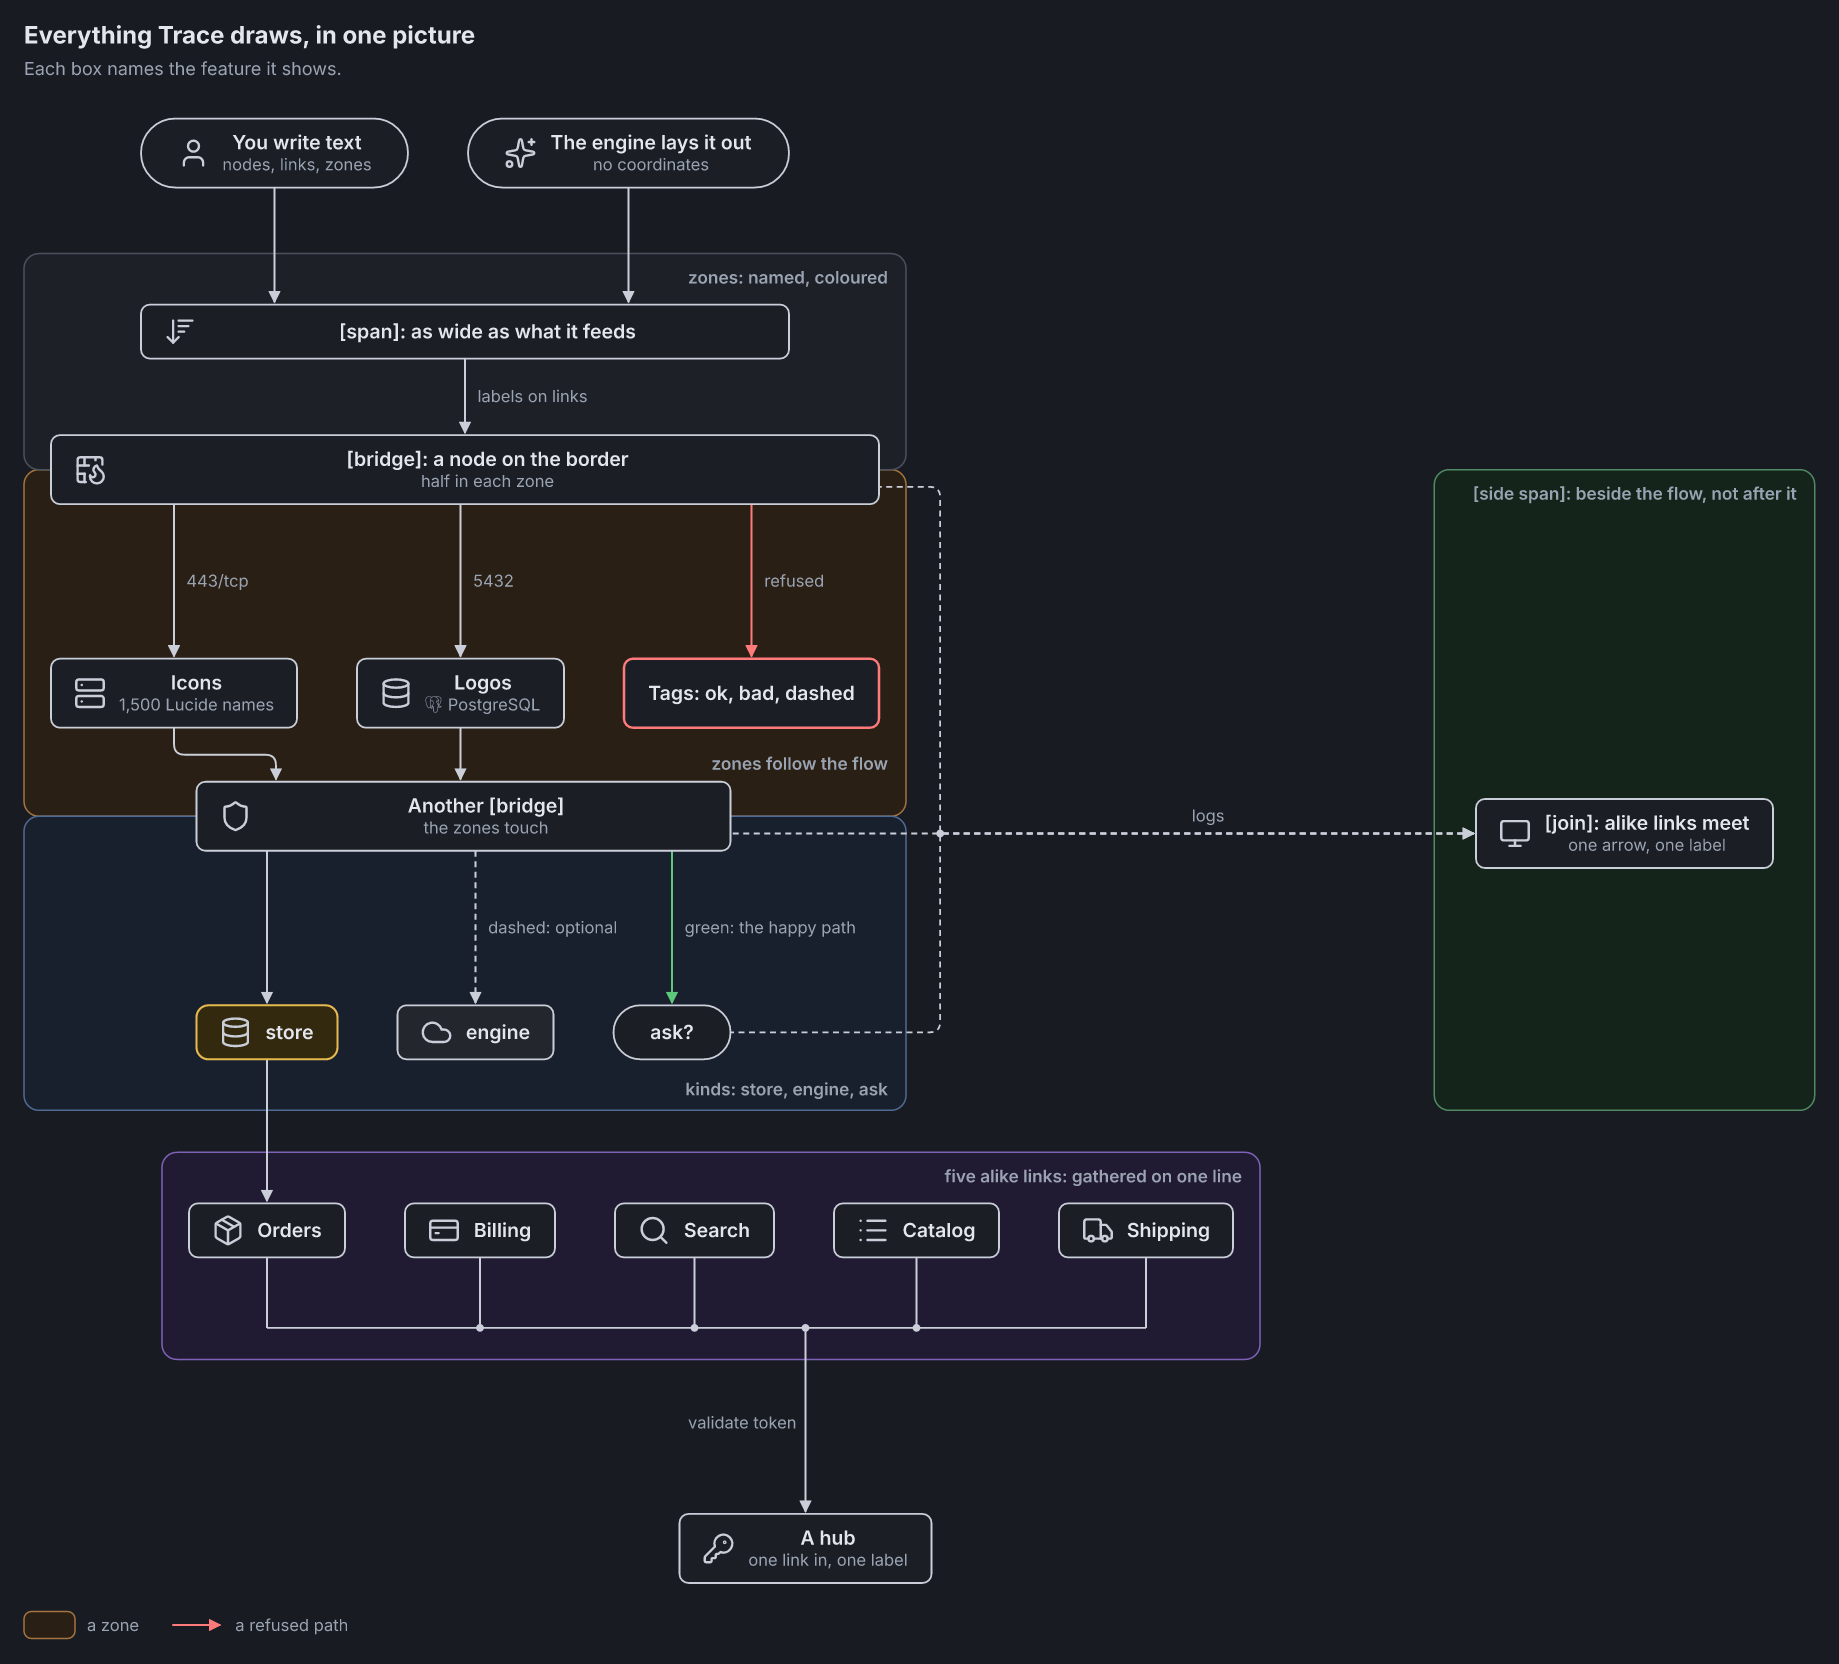 Everything Trace draws, in one picture
Each box names the feature it shows.
You write text
nodes, links, zones
The engine lays it out
no coordinates
zones: named, coloured
[span]: as wide as what it feeds
labels on links
[bridge]: a node on the border
half in each zone
[side span]: beside the flow, not after it
443/tcp
5432
refused
Icons
1,500 Lucide names
Logos
PostgreSQL
Tags: ok, bad, dashed
zones follow the flow
Another [bridge]
the zones touch
logs
[join]: alike links meet
one arrow, one label
dashed: optional
green: the happy path
store
engine
ask?
kinds: store, engine, ask
five alike links: gathered on one line
Orders
Billing
Search
Catalog
Shipping
validate token
A hub
one link in, one label
a zone
a refused path